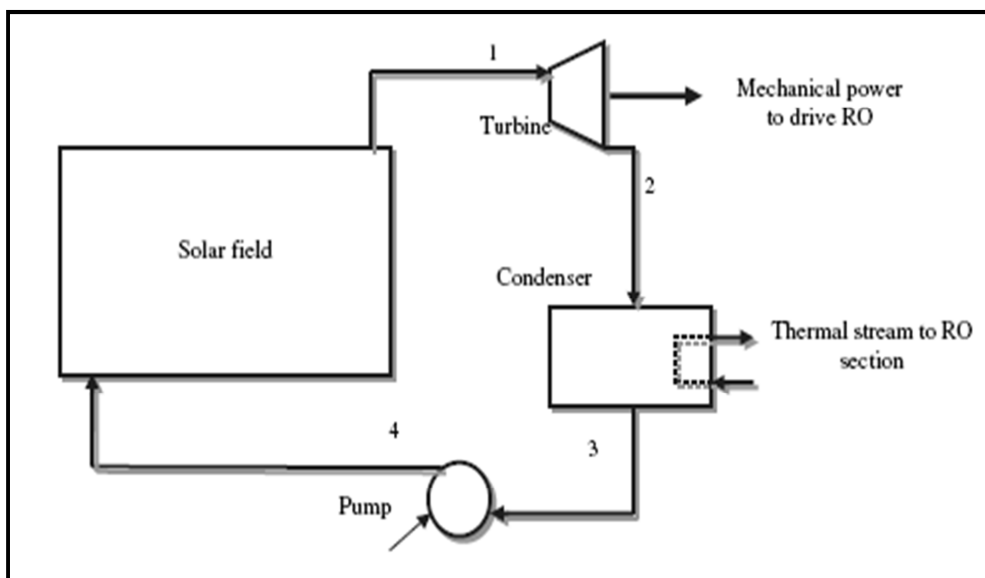 1
Mechanical power
to drive RO
Turbine
2
Solar field
Condenser
Thermal stream to RO
section
4
3
Pump